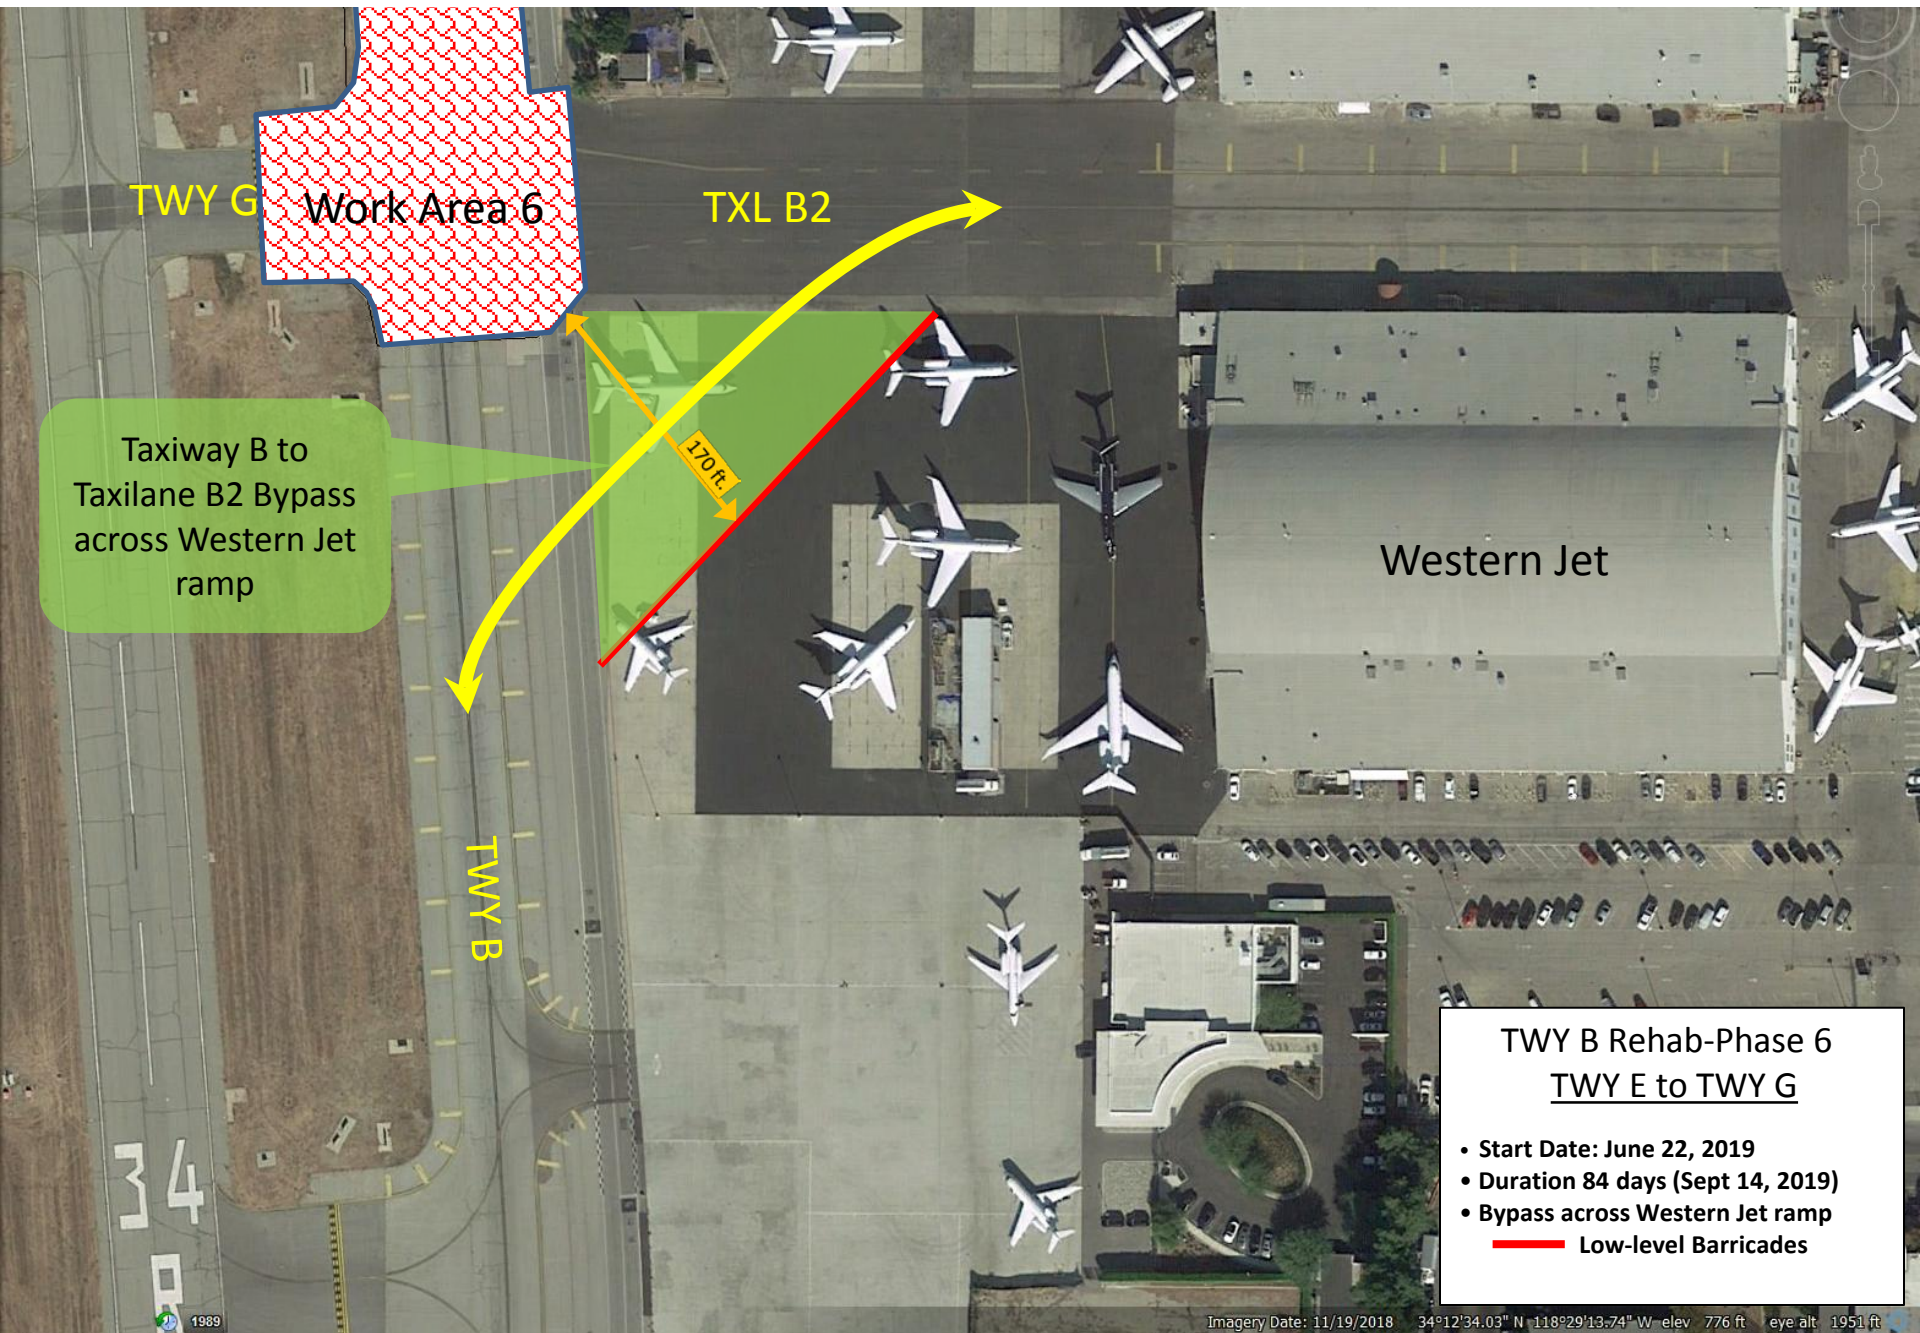 TWY G
Work Area 6
TXL B2
170 ft.
Taxiway B to
Taxilane B2 Bypass
across Western Jet
ramp
Western Jet
TWY B
TWY B Rehab-Phase 6
TWY E to TWY G
• Start Date: June 22, 2019
• Duration 84 days (Sept 14, 2019)
• Bypass across Western Jet ramp
Low-level Barricades
34
R
1989
Imagery Date: 11/19/2018 34°12'34.03" N 118°29'13.74" W elev 776 ft eye alt 1951 ft